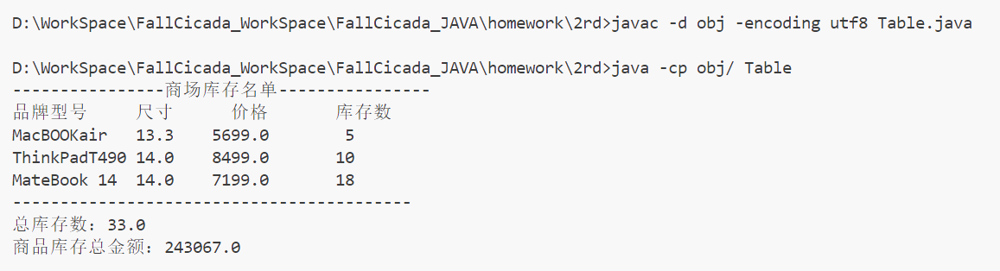 D:\WorkSpace\FallCicada_WorkSpace\FallCicada_JAVA\homework\2rd>javac -d obj -encoding utf8 Table.java
D:\WorkSpace\FallCicada_WorkSpace\FallCicada_JAVA\homework\2rd>java -cp obj/ Table
----------------商场库存名单----------------
品牌型号     尺寸      价格       库存数
MacBOOKair   13.3    5699.0        5
ThinkPadT490 14.0    8499.0       10
MateBook 14  14.0    7199.0       18
------------------------------------------
总库存数：33.0
商品库存总金额：243067.0